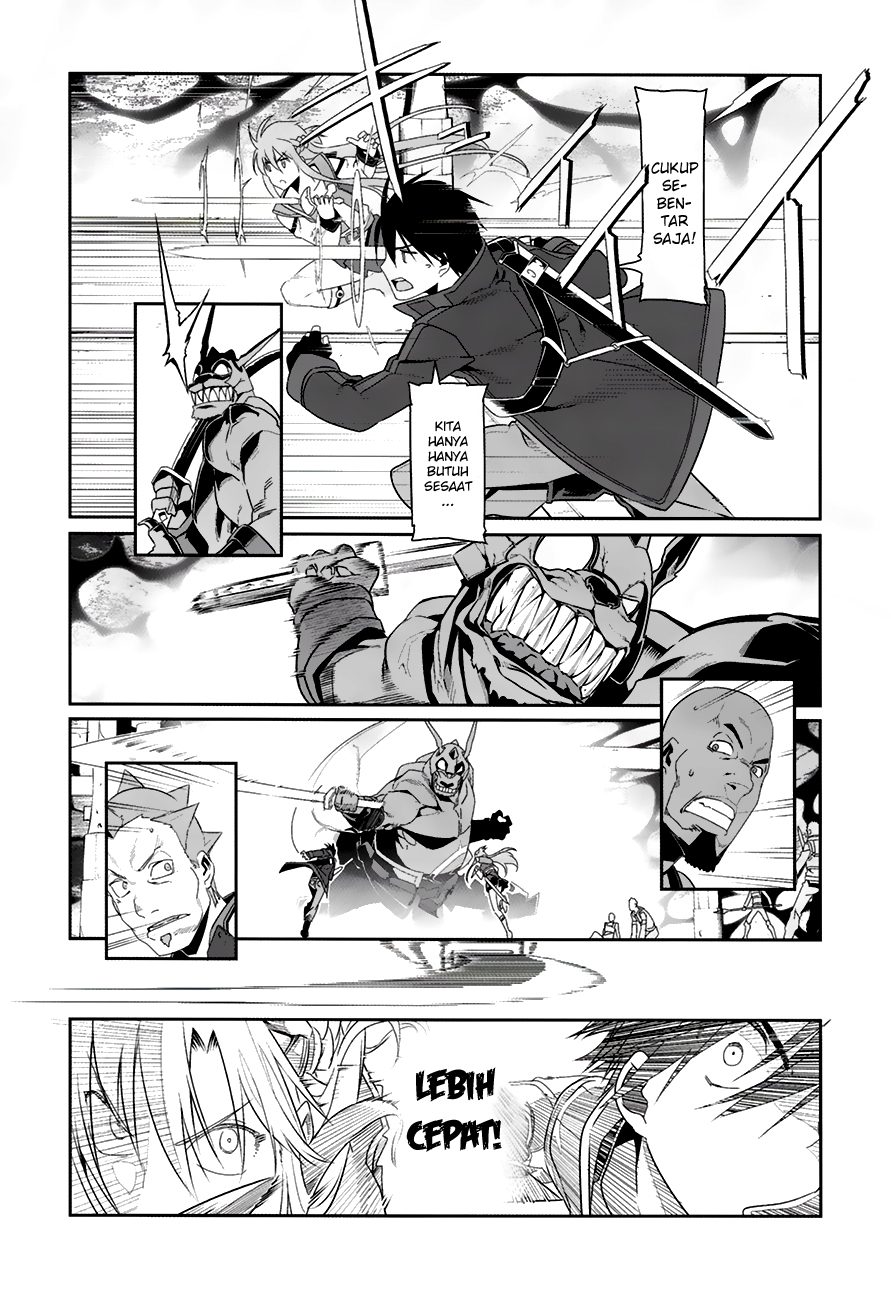 CUKUP
SE-
BEN-
TAR
SAJA!
KITA
HANYA
HANYA
BUTUH
SESAAT
...
LEBIH
CEPAT!